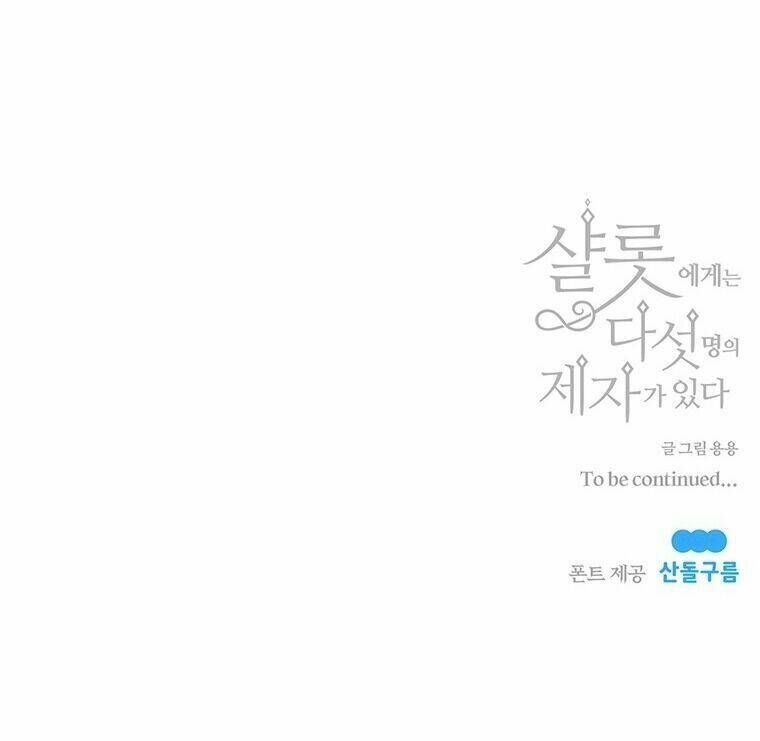 샬롯에게는
다섯명의
제자가 있다
글 그림 용용
To be continued...
폰트 제공 산돌구름